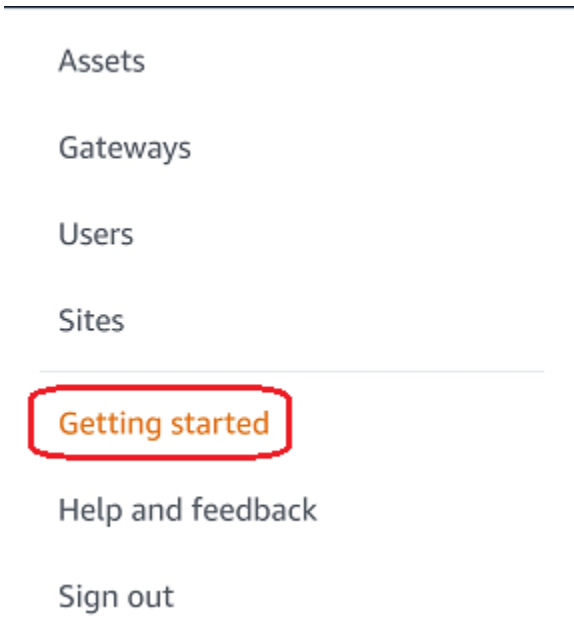 Assets
Gateways
Users
Sites
Getting started
Help and feedback
Sign out